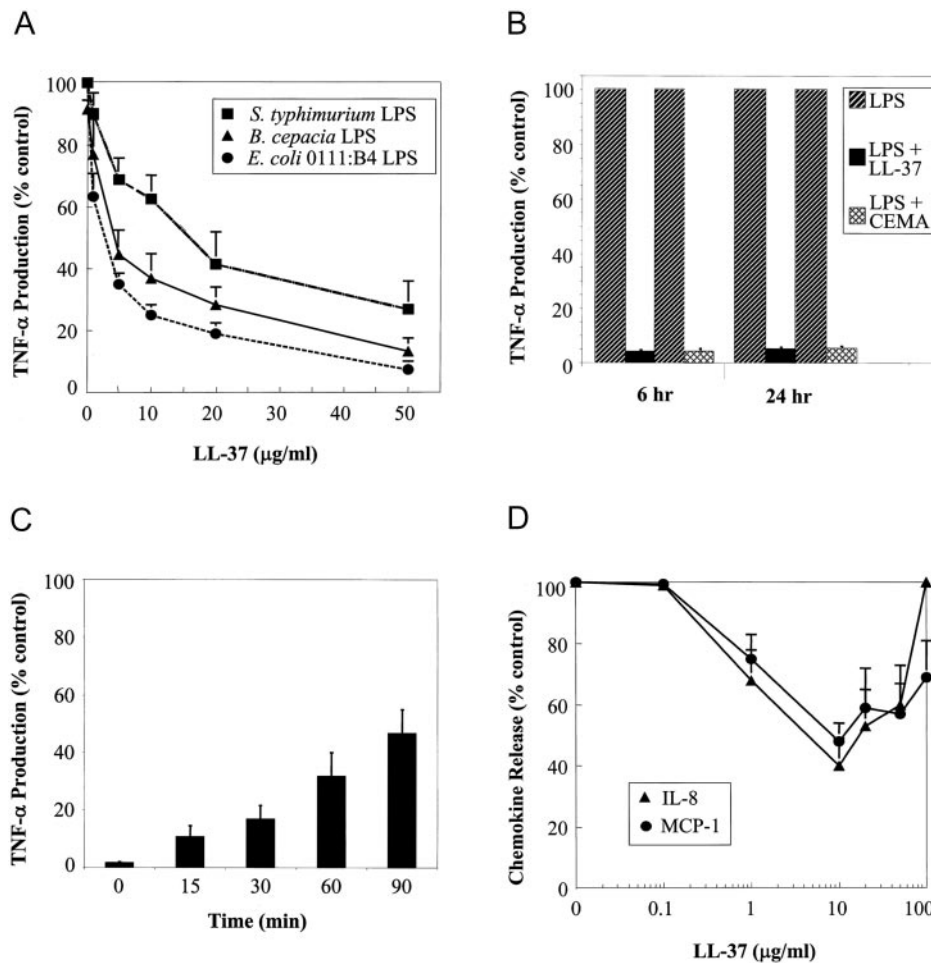 A
TNF-α Production (% control)
100
80
60
40
20
0
S. typhimurium LPS
B. cepacia LPS
E. coli 0111:B4 LPS
0 10 20 30 40 50
LL-37 (μg/ml)
B
TNF-α Production (% control)
100
80
60
40
20
0
LPS
LPS +
LL-37
LPS +
CEMA
6 hr 24 hr
C
TNF-α Production (% control)
100
80
60
40
20
0
0 15 30 60 90
Time (min)
D
Chemokine Release (% control)
100
80
60
40
20
0
IL-8
MCP-1
0 0.1 1 10 100
LL-37 (μg/ml)